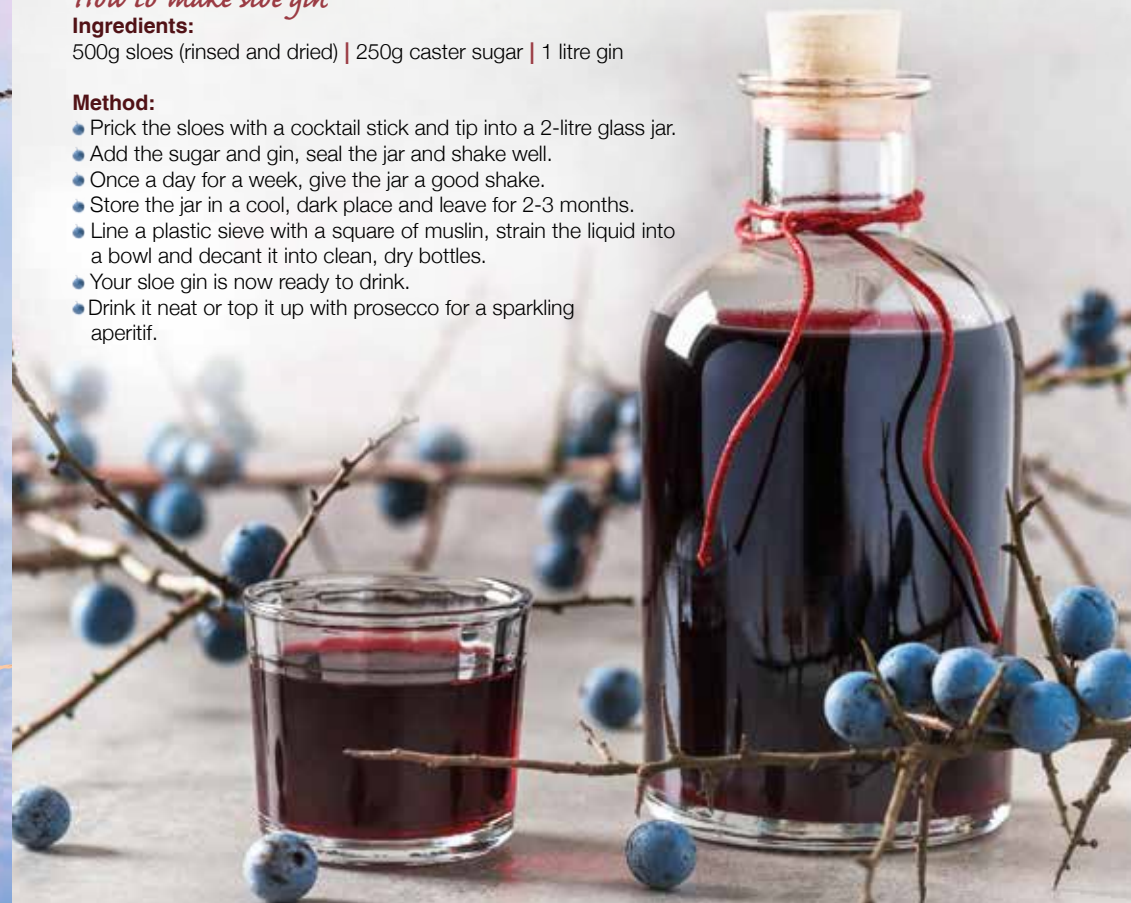 How to make sloe gin
Ingredients:
500g sloes (rinsed and dried) | 250g caster sugar | 1 litre gin
Method:
Prick the sloes with a cocktail stick and tip into a 2-litre glass jar.
Add the sugar and gin, seal the jar and shake well.
Once a day for a week, give the jar a good shake.
Store the jar in a cool, dark place and leave for 2-3 months.
Line a plastic sieve with a square of muslin, strain the liquid into
a bowl and decant it into clean, dry bottles.
Your sloe gin is now ready to drink.
Drink it neat or top it up with prosecco for a sparkling
aperitif.